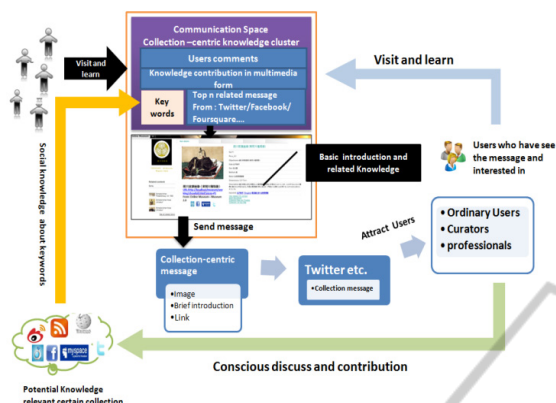 Communication Space
Collection –centric knowledge cluster
Users comments
Knowledge contribution in multimedia
form
Key
words
Top n related message
From : Twitter/Facebook/
Foursquare....
Visit and
learn
Visit and learn
Social knowledge about keywords
Basic introduction and
related Knowledge
Users who have see
the message and
interested in
Send message
Collection-centric
message
•Image
•Brief introduction
•Link
Twitter etc.
•Collection message
Attract Users
• Ordinary Users
• Curators
• professionals
myspace
Conscious discuss and contribution
Potential Knowledge
relevant certain collection